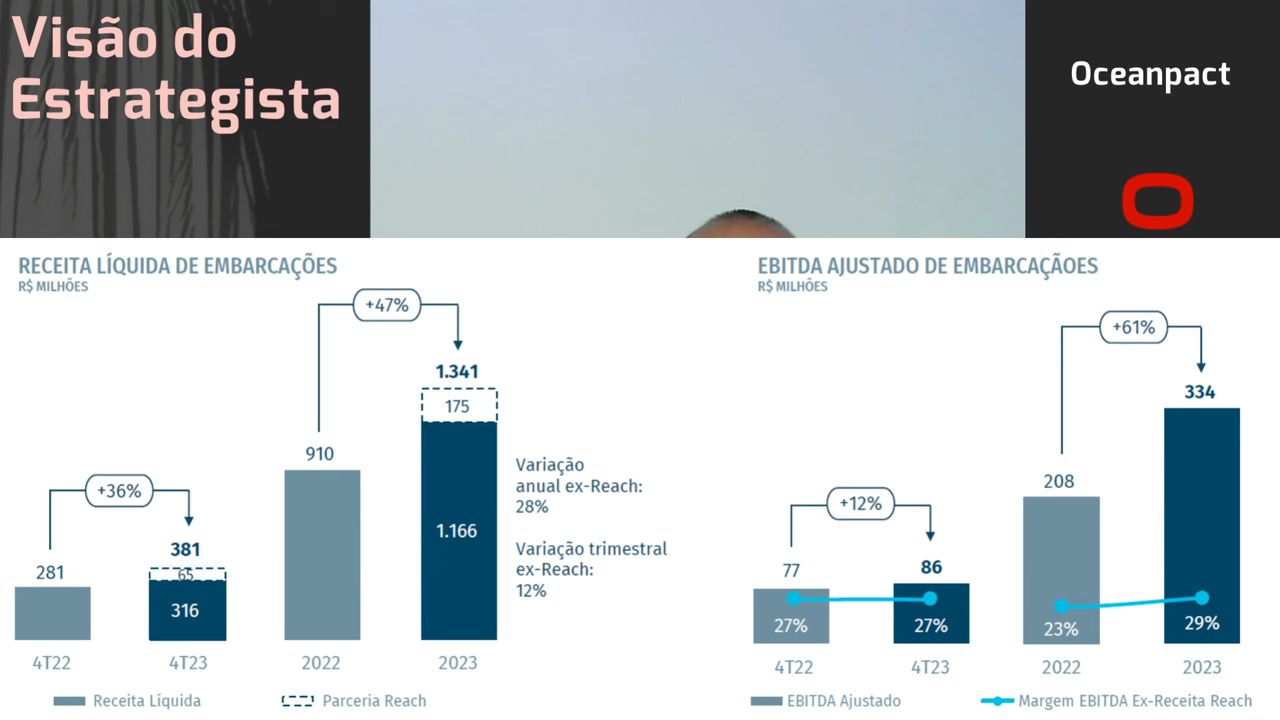 Visão do
Estrategista
Oceanpact
RECEITA LÍQUIDA DE EMBARCAÇÕES
R$ MILHÕES
+47%
1.341
175
910
1.166
Variação
anual ex-Reach:
28%
Variação trimestral
ex-Reach:
12%
+36%
381
281
65
316
4T22
4T23
2022
2023
Receita Líquida
Parceria Reach
EBITDA AJUSTADO DE EMBARCAÇÃOES
R$ MILHÕES
+61%
334
208
+12%
77
86
27%
27%
23%
29%
4T22
4T23
2022
2023
EBITDA Ajustado
Margem EBITDA Ex-Receita Reach